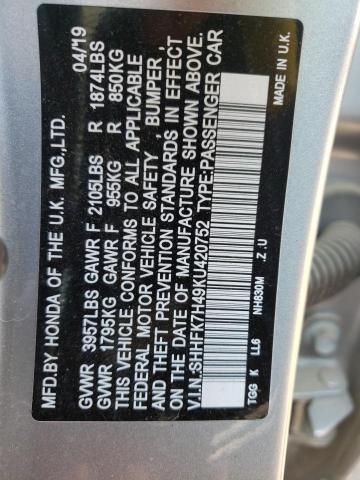 MFD.BY HONDA OF THE U.K. MFG.,LTD. 04/19
GVWR 3957LBS GAWR F 2105LBS R 1874LBS
GVWR 1795KG GAWR F 955KG R 850KG
THIS VEHICLE CONFORMS TO ALL APPLICABLE
FEDERAL MOTOR VEHICLE SAFETY , BUMPER ,
AND THEFT PREVENTION STANDARDS IN EFFECT
ON THE DATE OF MANUFACTURE SHOWN ABOVE.
V.I.N.:SHHFK7H49KU420752 TYPE:PASSENGER CAR
NH830M .Z .U MADE IN U.K.
TGG K LL6